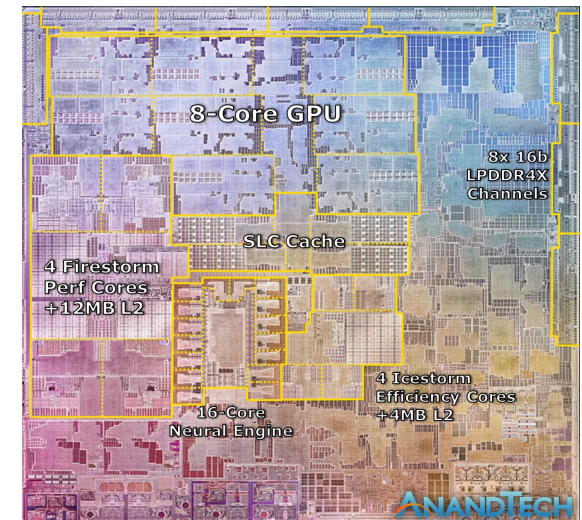 8-Core GPU
8x 16b
LPDDR4X
Channels
SLC Cache
4 Firestorm
Perf Cores
+12MB L2
4 Icestorm
Efficiency Cores
+4MB L2
16-Core
Neural Engine
ANANDTECH